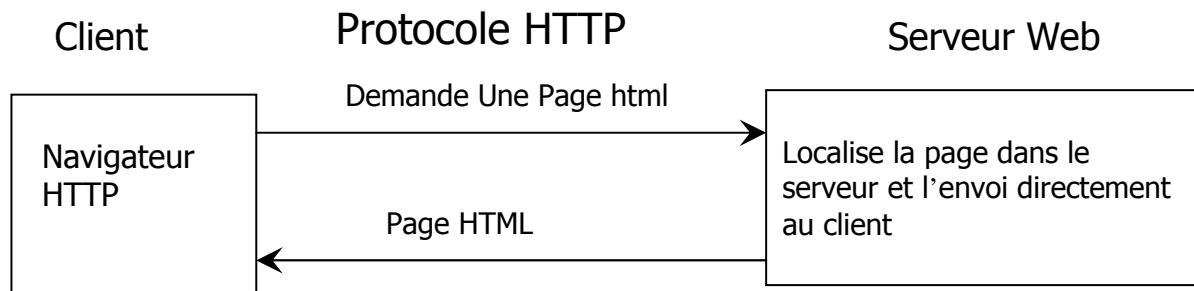 Client
Protocole HTTP
Serveur Web
Demande Une Page html
Navigateur
HTTP
Localise la page dans le
serveur et l’envoi directement
au client
Page HTML